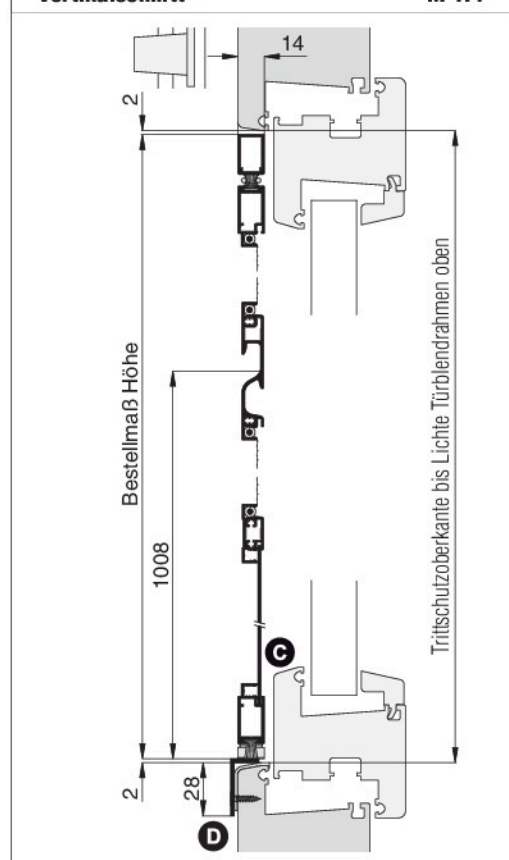 14
2
Bestellmaß Höhe
1008
Trittschutzoberkante bis Lichte Türblendrahmen oben
C
2
28
D